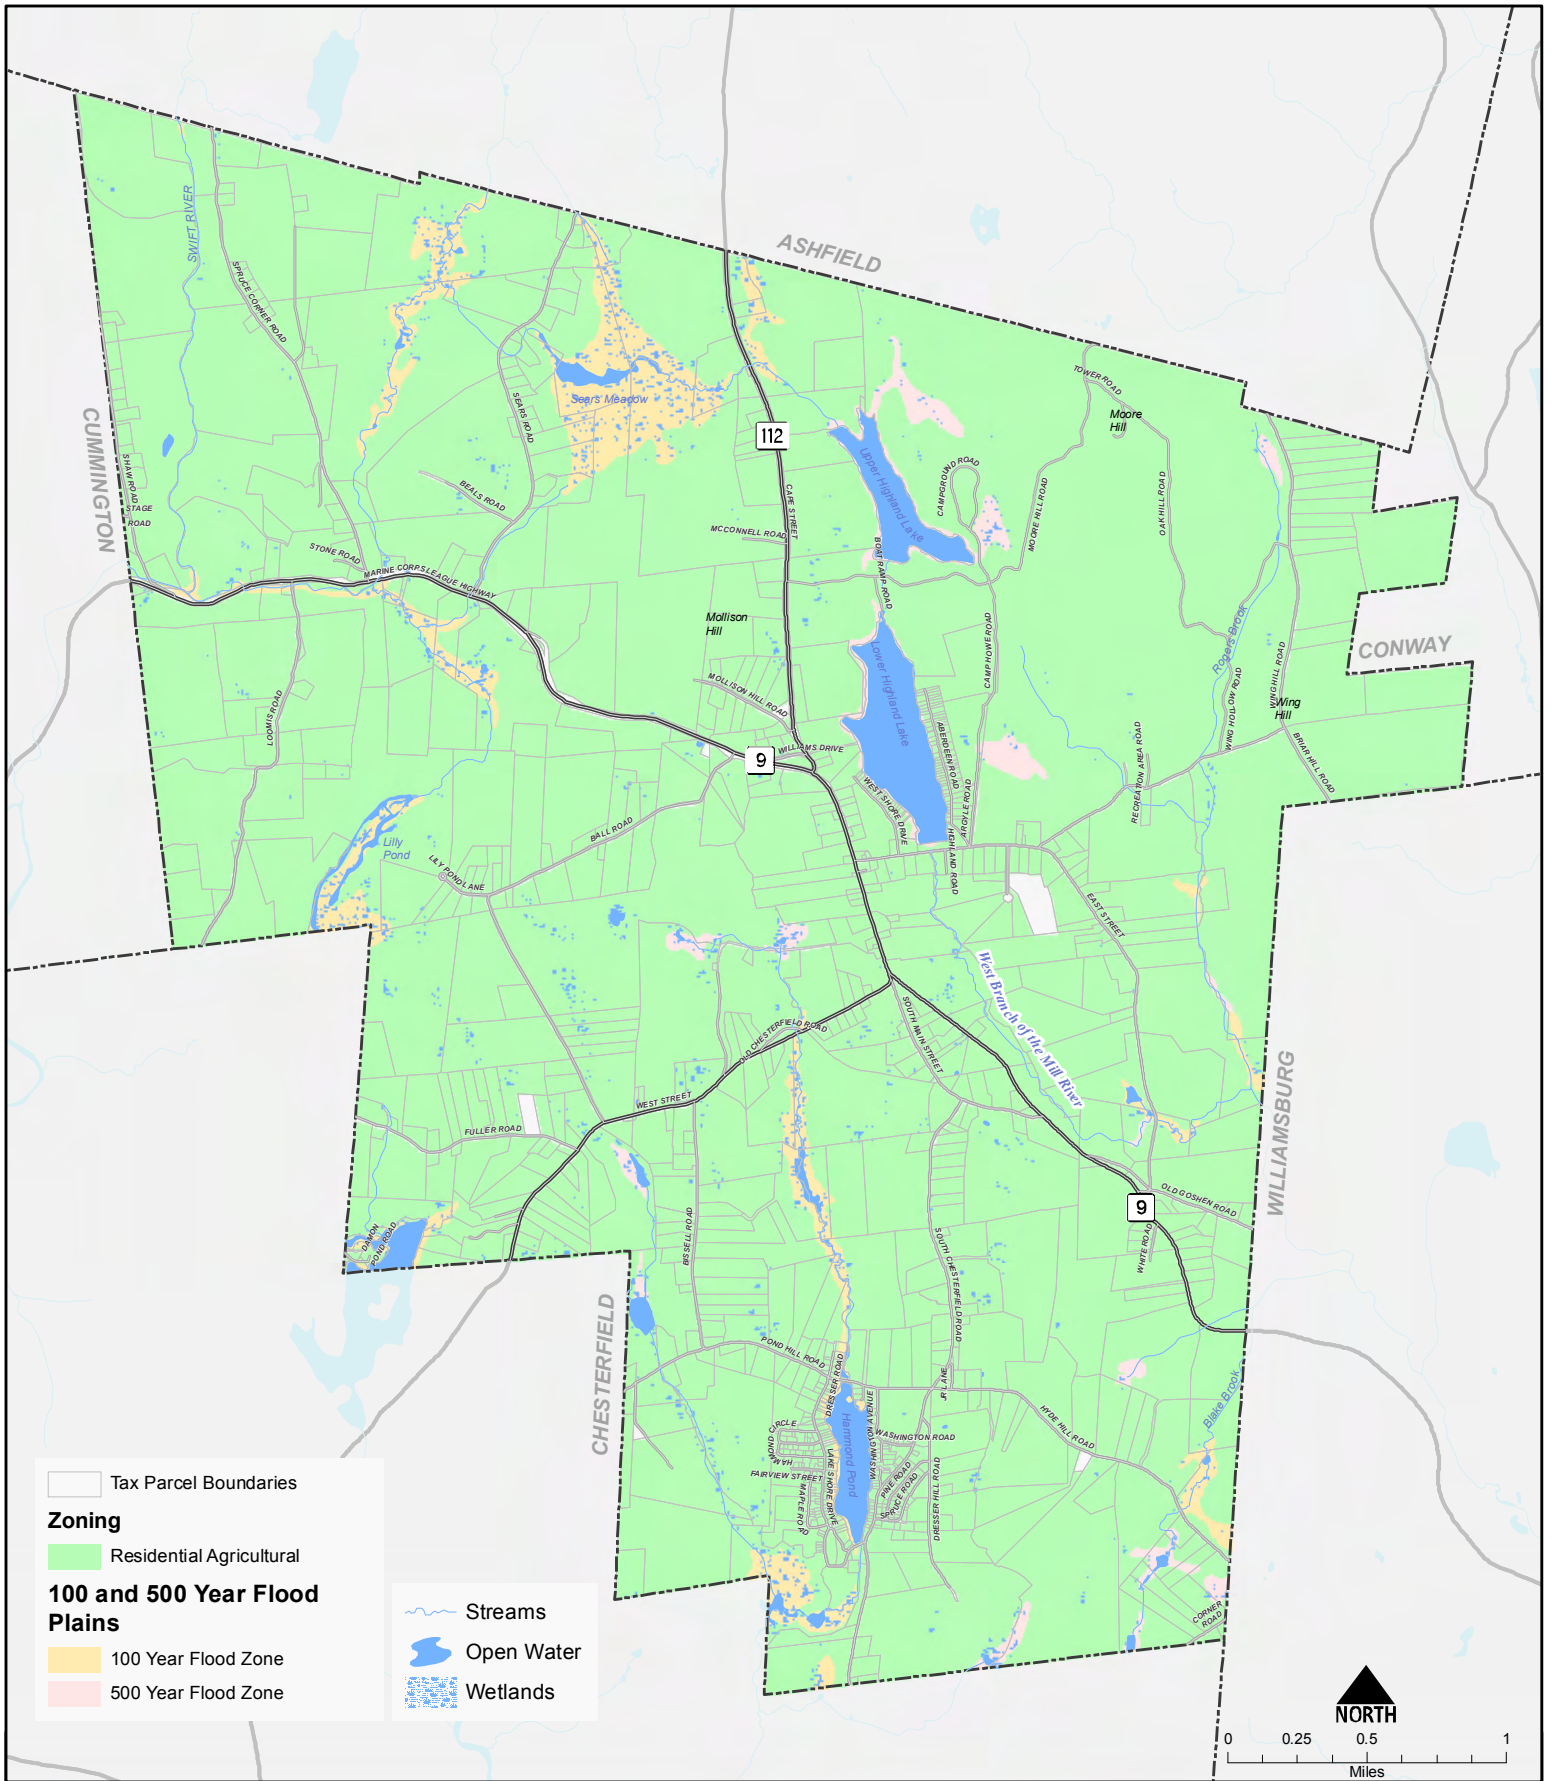 ASHFIELD
SWIFT RIVER
SPRUCE CORNER ROAD
SEARS ROAD
Sears Meadow
TOWER ROAD
Moore
Hill
CUMMINGTON
112
Upper Highland Lake
CAMPGROUND ROAD
MOORE HILL ROAD
OAK HILL ROAD
SHAW ROAD
STAGE
ROAD
BEALS ROAD
CAPE STREET
MCCONNELL ROAD
BOAT RAMP ROAD
STONE ROAD
MARINE CORPS LEAGUE HIGHWAY
Mollison
Hill
CAMP HOWE ROAD
Rogers Brook
CONWAY
LOOMIS ROAD
MOLLISON HILL ROAD
Lower Highland Lake
WING HOLLOW ROAD
WING HILL ROAD
Wing
Hill
BRIAR HILL ROAD
RECREATION AREA ROAD
9
WILLIAMS DRIVE
ABERDEEN ROAD
ARGYLE ROAD
WEST SHORE DRIVE
HIGHLAND ROAD
BALL ROAD
Lilly
Pond
LILY POND LANE
EAST STREET
West Branch of the Mill River
OLD CHESTERFIELD ROAD
SOUTH MAIN STREET
WEST STREET
FULLER ROAD
WILLIAMSBURG
OLD GOSHEN ROAD
9
WHITE ROAD
DAMON
POND ROAD
BISSELL ROAD
SOUTH CHESTERFIELD ROAD
CHESTERFIELD
POND HILL ROAD
DRESSER ROAD
JR LANE
Blake Brook
HYDE HILL ROAD
HAMMOND CIRCLE
Hammond Pond
WASHINGTON AVENUE
WASHINGTON ROAD
FAIRVIEW STREET
LAKE SHORE DRIVE
MAPLE ROAD
PINE ROAD
SPRUCE ROAD
DRESSER HILL ROAD
CORNER
ROAD
Tax Parcel Boundaries
Zoning
Residential Agricultural
100 and 500 Year Flood
Plains
100 Year Flood Zone
500 Year Flood Zone
Streams
Open Water
Wetlands
NORTH
0 0.25 0.5 1
Miles